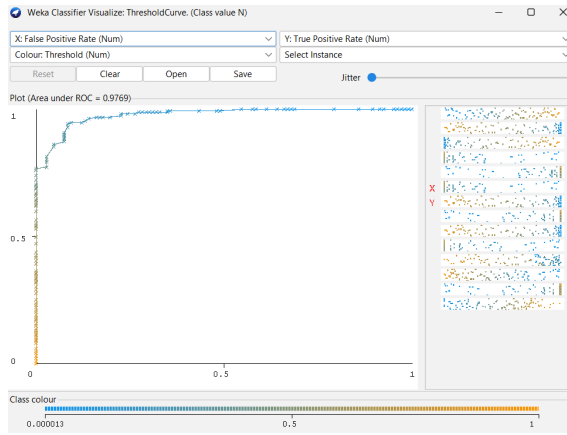 Weka Classifier Visualize: ThresholdCurve. (Class value N)
X: False Positive Rate (Num)
Y: True Positive Rate (Num)
Colour: Threshold (Num)
Select Instance
Reset
Clear
Open
Save
Jitter
Plot (Area under ROC = 0.9769)
1
0.5
0
0
0.5
1
X
Y
Class colour
0.000013
0.5
1